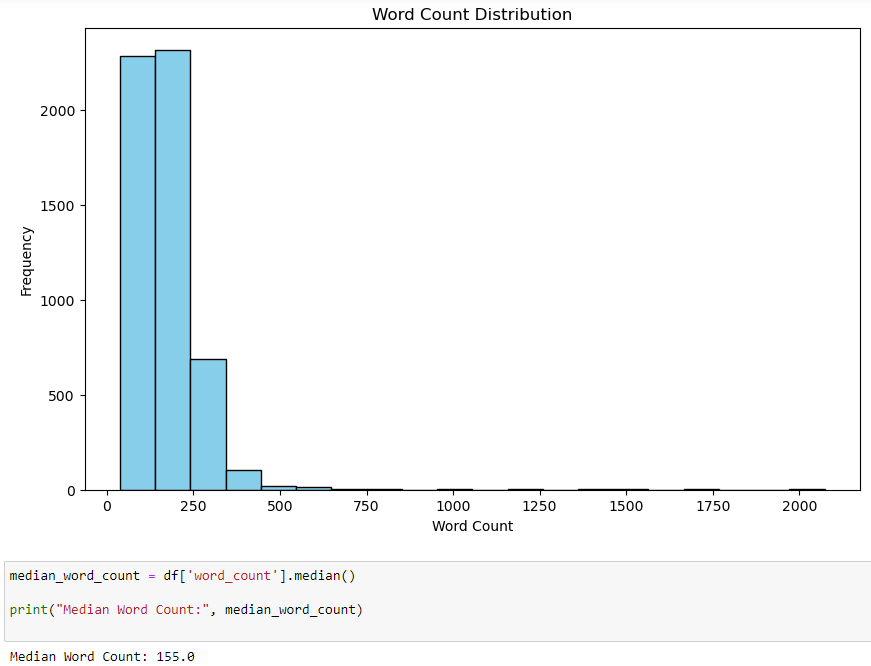 Word Count Distribution
2000
1500
1000
500
0
Frequency
0 250 500 750 1000 1250 1500 1750 2000
Word Count
median_word_count = df['word_count'].median()
print("Median Word Count:", median_word_count)
Median Word Count: 155.0